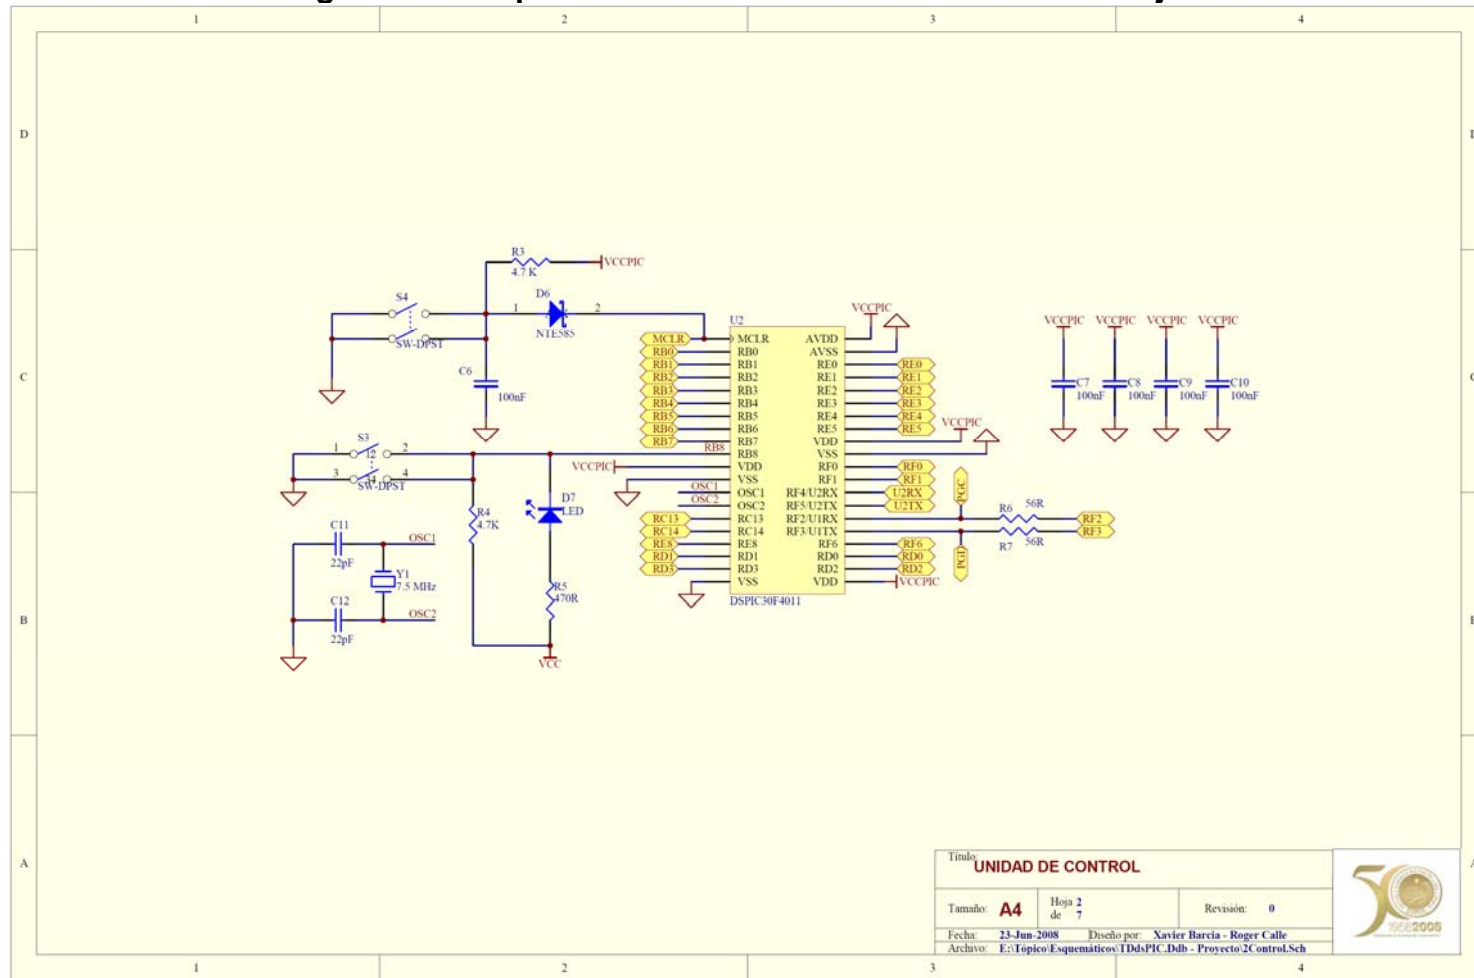 1 2 3 4
D
R3
4.7 K
VCCPIC
S4
SW-DPST
D6
1 2
NTE585
C6
100nF
C
S3
1 12 2
3 34 4
SW-DPST
R4
4.7K
D7
LED
R5
470R
VCC
C11
22pF
OSC1
Y1
7.5 MHz
C12
22pF
OSC2
B
U2
MCLR MCLR AVDD VCCPIC
RB0 RB0 AVSS
RB1 RB1 RE0 RE0
RB2 RB2 RE1 RE1
RB3 RB3 RE2 RE2
RB4 RB4 RE3 RE3
RB5 RB5 RE4 RE4
RB6 RB6 RE5 RE5
RB7 RB7 VDD VCCPIC
RB8 RB8 VSS
VCCPIC VDD RF0 RF0
VSS RF1 RF1
OSC1 OSC1 RF4/U2RX U2RX
OSC2 OSC2 RF5/U2TX U2TX
RC13 RC13 RF2/U1RX
RC14 RC14 RF3/U1TX
RE8 RE8 RF6 RF6
RD1 RD1 RD0 RD0
RD3 RD3 RD2 RD2
VSS VDD VCCPIC
DSPIC30F4011
PGC
R6 56R RF2
R7 56R RF3
PGD
VCCPIC VCCPIC VCCPIC VCCPIC
C7 C8 C9 C10
100nF 100nF 100nF 100nF
A
Título: UNIDAD DE CONTROL
Tamaño: A4 Hoja 2 de 7 Revisión: 0
Fecha: 23-Jun-2008 Diseño por: Xavier Barcia - Roger Calle
Archivo: E:\Tópico\Esquemáticos\TDdsPIC.Ddb - Proyecto\2Control.Sch
50
1958 2008
1 2 3 4